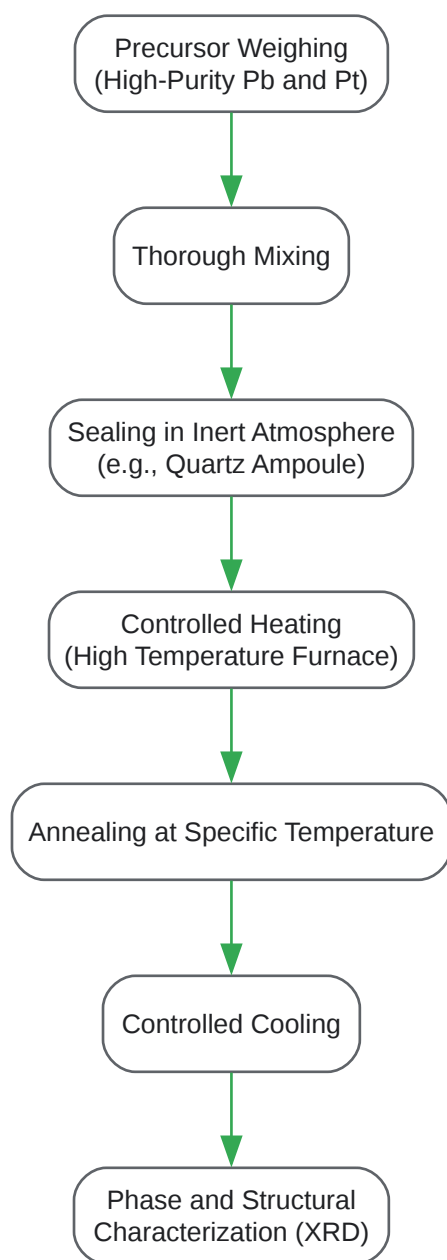 Precursor Weighing
(High-Purity Pb and Pt)
Thorough Mixing
Sealing in Inert Atmosphere
(e.g., Quartz Ampoule)
Controlled Heating
(High Temperature Furnace)
Annealing at Specific Temperature
Controlled Cooling
Phase and Structural
Characterization (XRD)